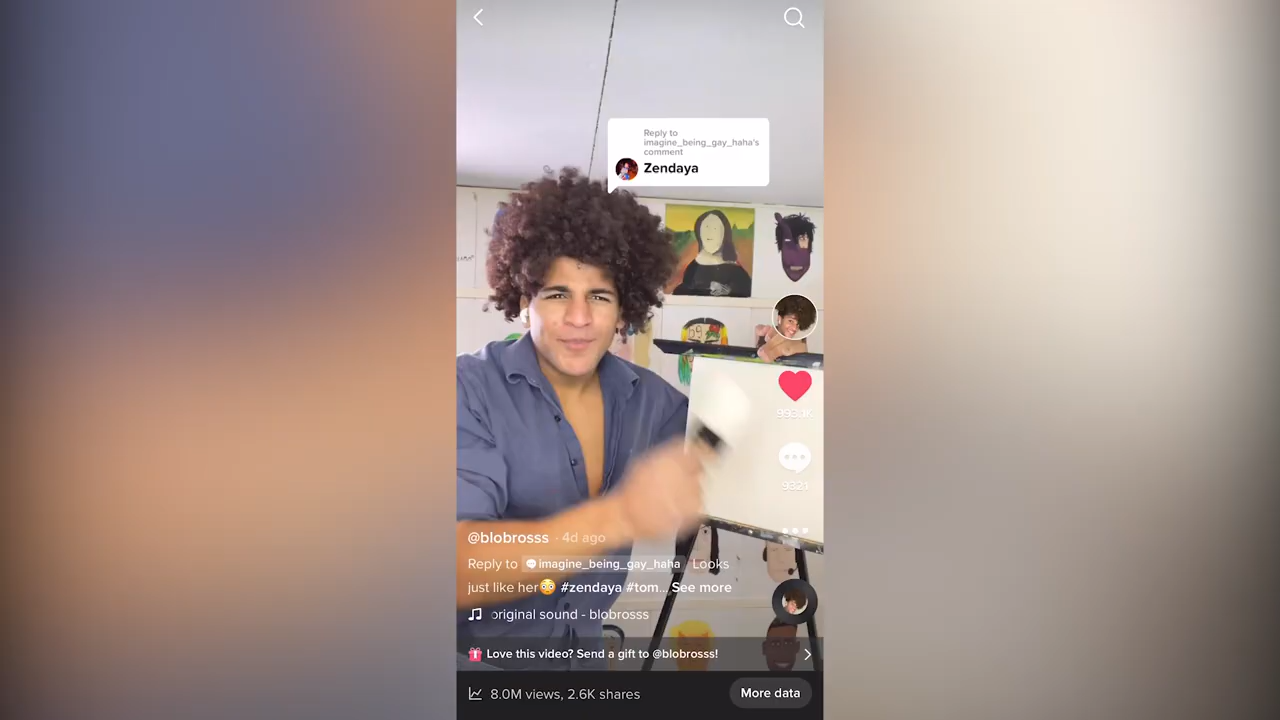 Reply to
imagine_being_gay_haha's
comment
Zendaya
@blobrosss · 4d ago
Reply to imagine_being_gay_haha Looks
just like her😳 #zendaya #tom... See more
original sound - blobrosss
Love this video? Send a gift to @blobrosss!
8.0M views, 2.6K shares
More data